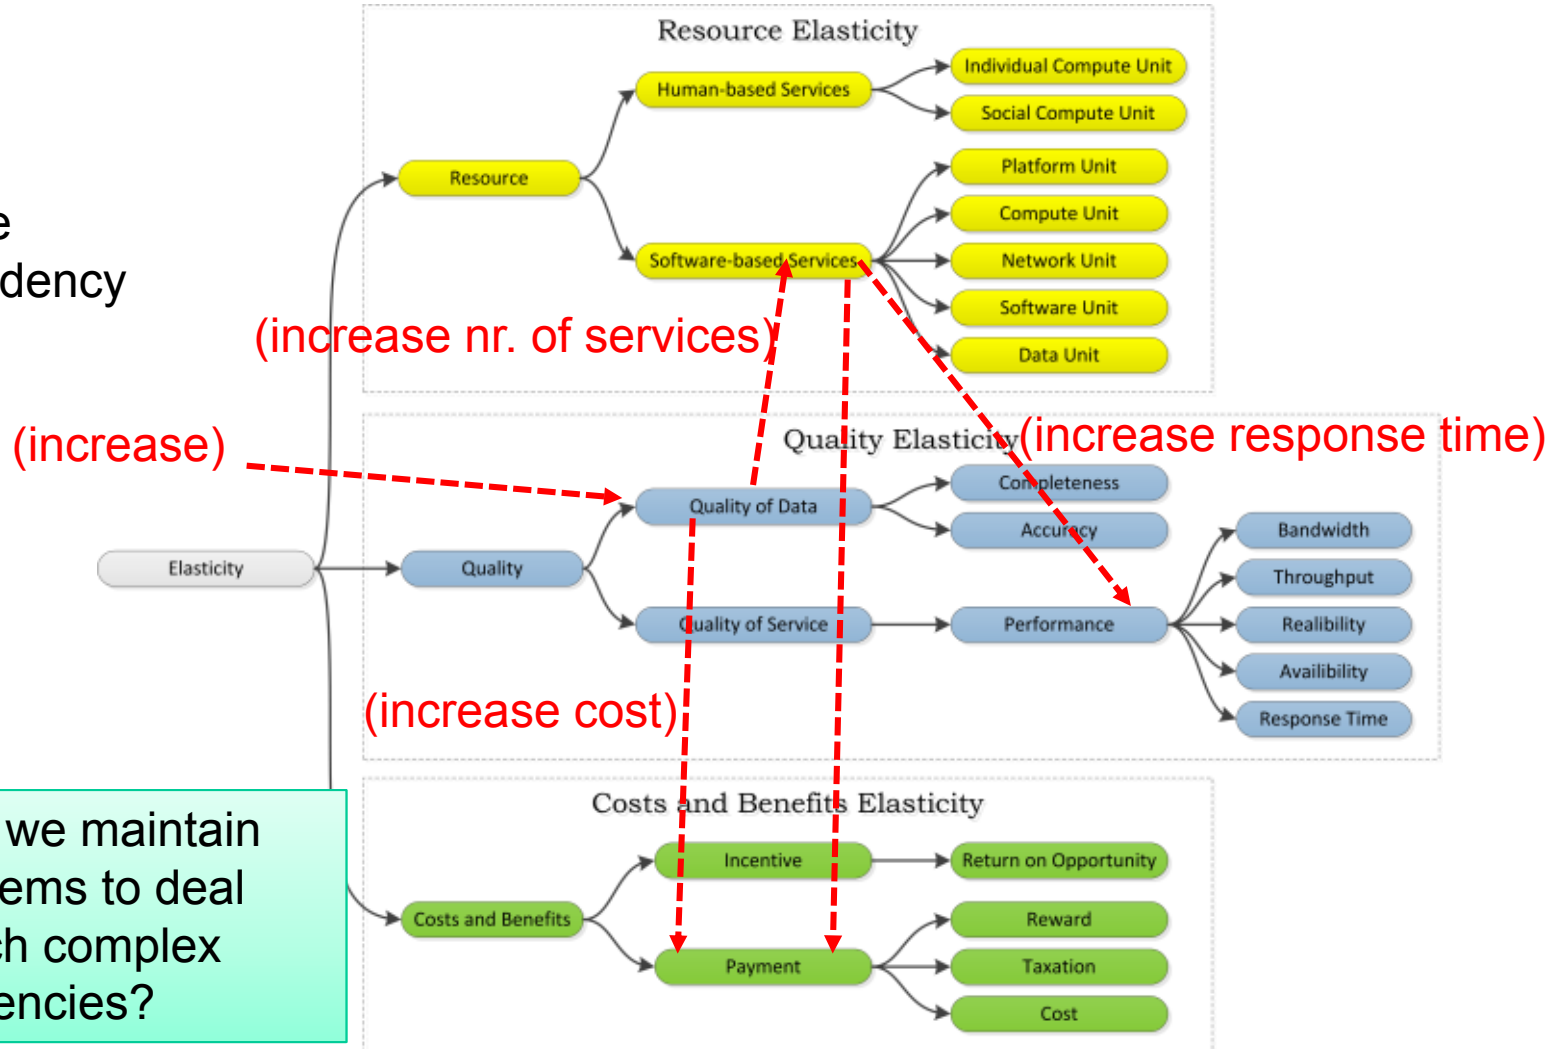 Resource Elasticity
Individual Compute Unit
Human-based Services
Social Compute Unit
Platform Unit
Resource
Compute Unit
Software-based Services
Network Unit
Software Unit
Data Unit
e
dency
(increase nr. of services)
(increase)
Quality Elasticity
(increase response time)
Completeness
Quality of Data
Accuracy
Bandwidth
Elasticity
Quality
Throughput
Quality of Service
Performance
Realibility
Availibility
Response Time
(increase cost)
Costs and Benefits Elasticity
we maintain
ems to deal
ch complex
encies?
Incentive
Return on Opportunity
Costs and Benefits
Reward
Payment
Taxation
Cost